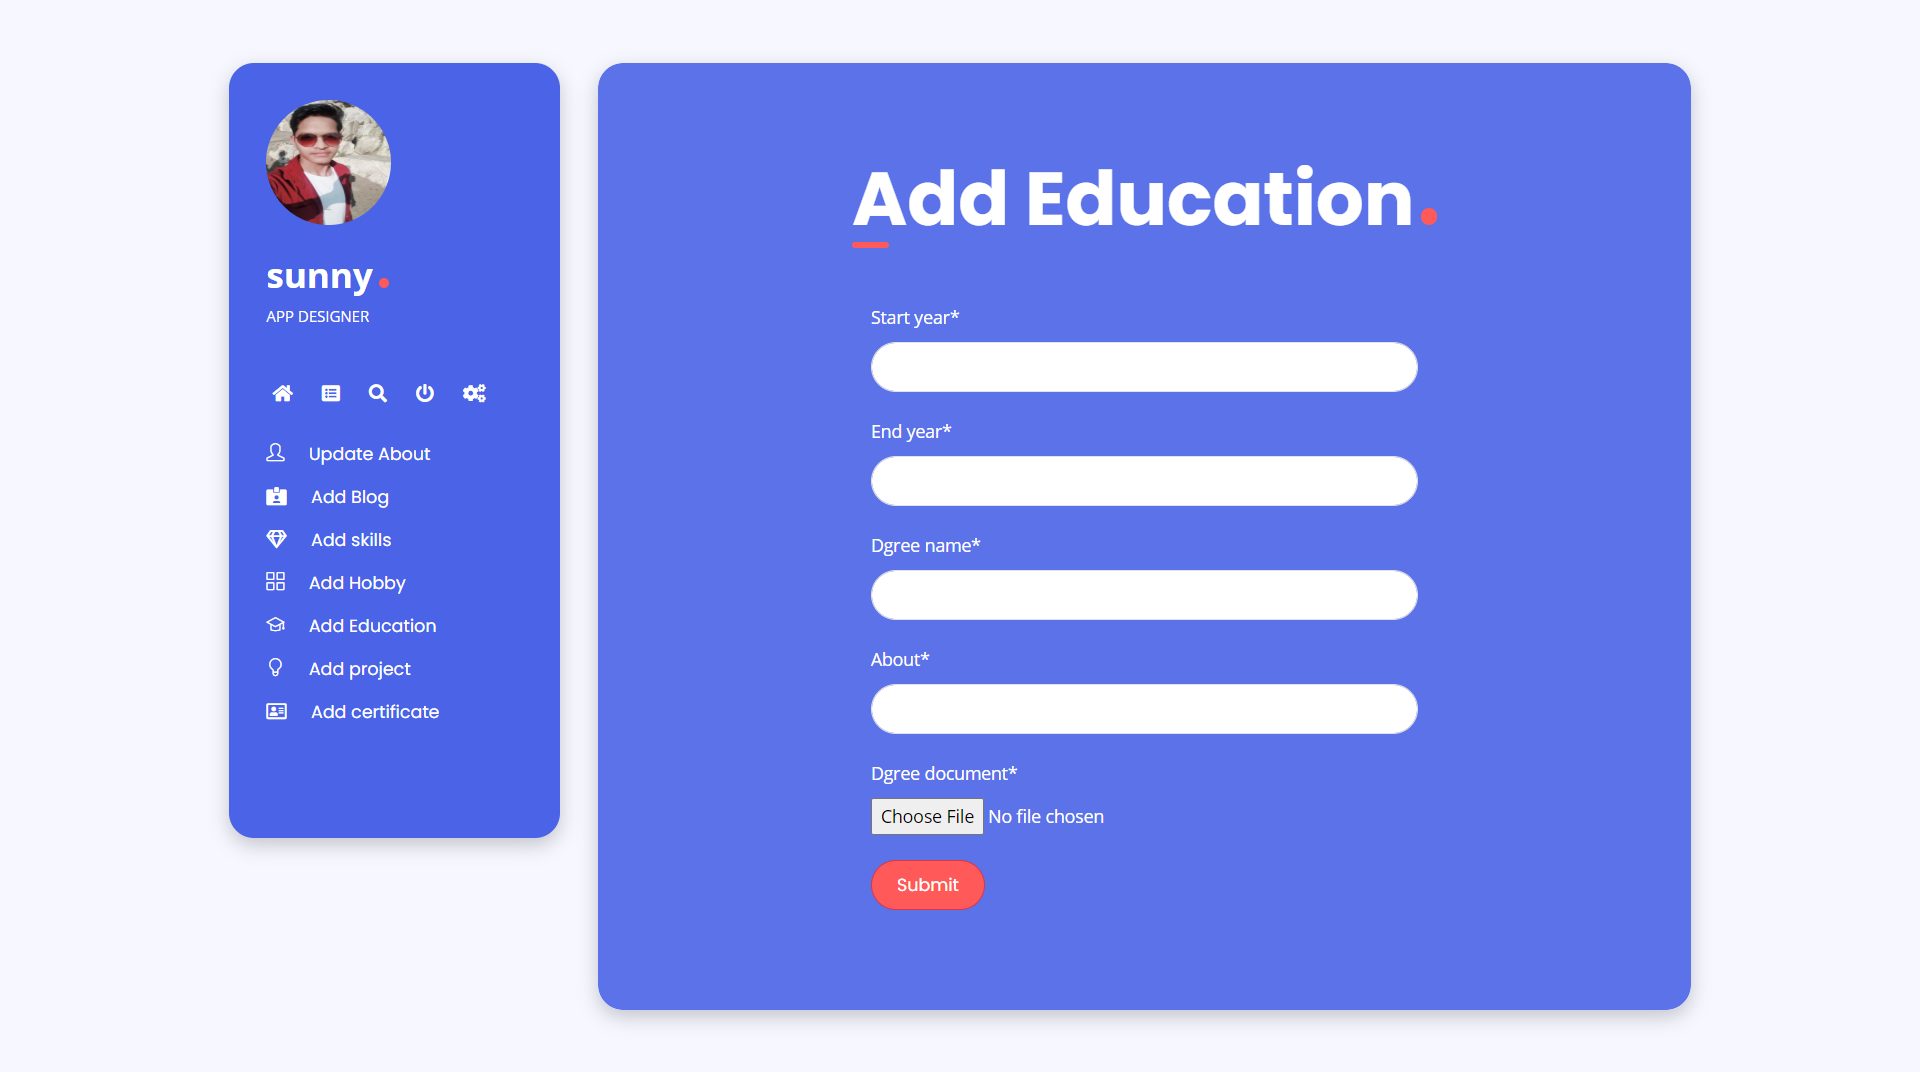 sunny.
APP DESIGNER
Update About
Add Blog
Add skills
Add Hobby
Add Education
Add project
Add certificate
Add Education.
Start year*
End year*
Dgree name*
About*
Dgree document*
Choose File No file chosen
Submit